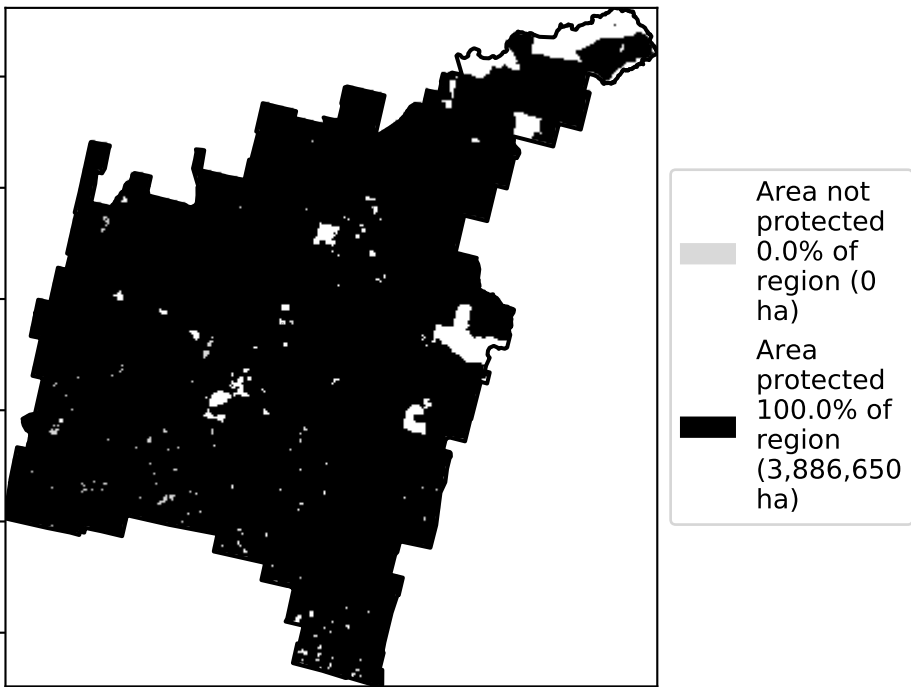 Area not
protected
0.0% of
region (0
ha)
Area
protected
100.0% of
region
(3,886,650
ha)